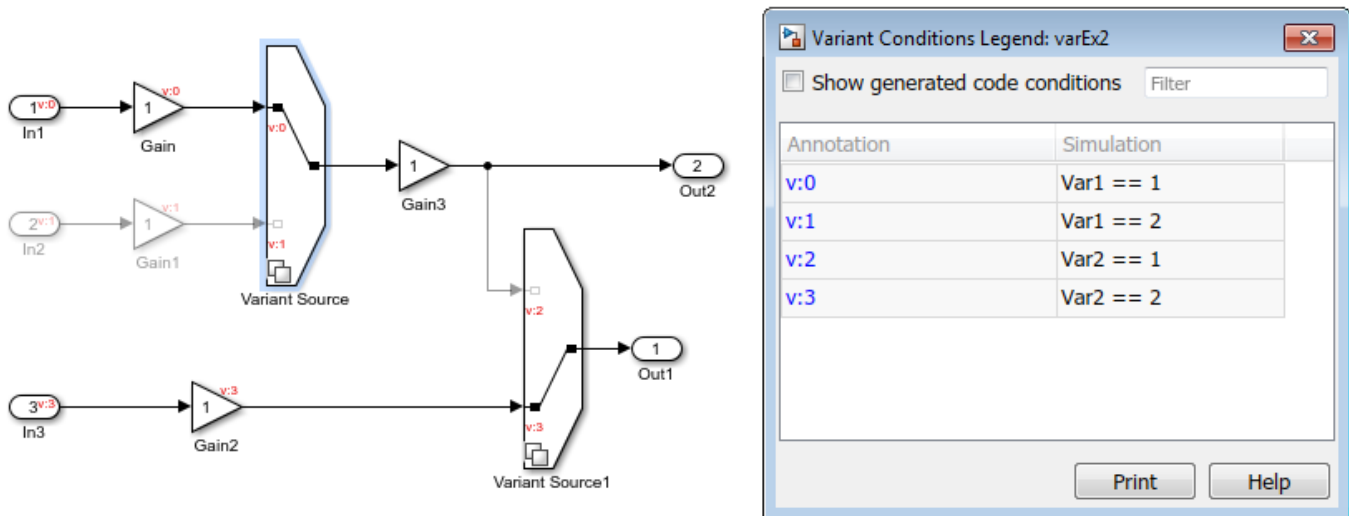 1 v:0
In1
1
v:0
Gain
v:0
2 v:1
In2
1
v:1
Gain1
v:1
Variant Source
1
Gain3
2
Out2
v:2
1
Out1
3 v:3
In3
1
v:3
Gain2
v:3
Variant Source1
Variant Conditions Legend: varEx2
Show generated code conditions
Filter
Annotation Simulation
v:0 Var1 == 1
v:1 Var1 == 2
v:2 Var2 == 1
v:3 Var2 == 2
Print Help